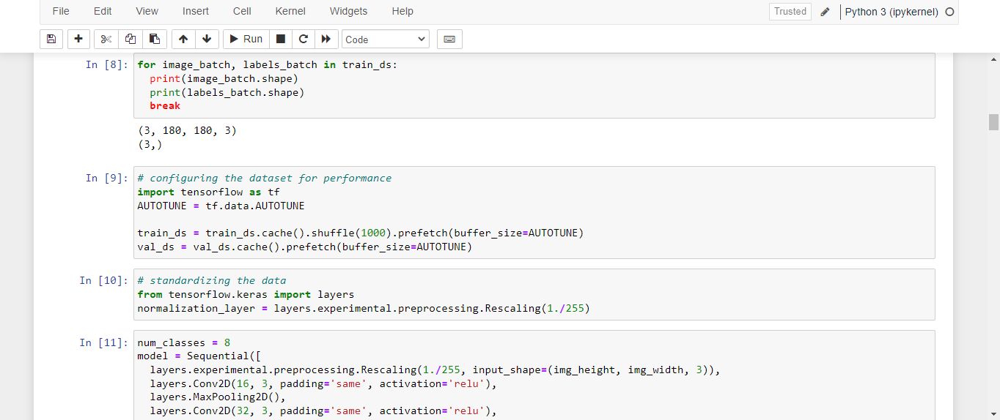 File Edit View Insert Cell Kernel Widgets Help Trusted Python 3 (ipykernel)
Run Code
In [8]: for image_batch, labels_batch in train_ds:
  print(image_batch.shape)
  print(labels_batch.shape)
  break
(3, 180, 180, 3)
(3,)
In [9]: # configuring the dataset for performance
import tensorflow as tf
AUTOTUNE = tf.data.AUTOTUNE
train_ds = train_ds.cache().shuffle(1000).prefetch(buffer_size=AUTOTUNE)
val_ds = val_ds.cache().prefetch(buffer_size=AUTOTUNE)
In [10]: # standardizing the data
from tensorflow.keras import layers
normalization_layer = layers.experimental.preprocessing.Rescaling(1./255)
In [11]: num_classes = 8
model = Sequential([
  layers.experimental.preprocessing.Rescaling(1./255, input_shape=(img_height, img_width, 3)),
  layers.Conv2D(16, 3, padding='same', activation='relu'),
  layers.MaxPooling2D(),
  layers.Conv2D(32, 3, padding='same', activation='relu'),